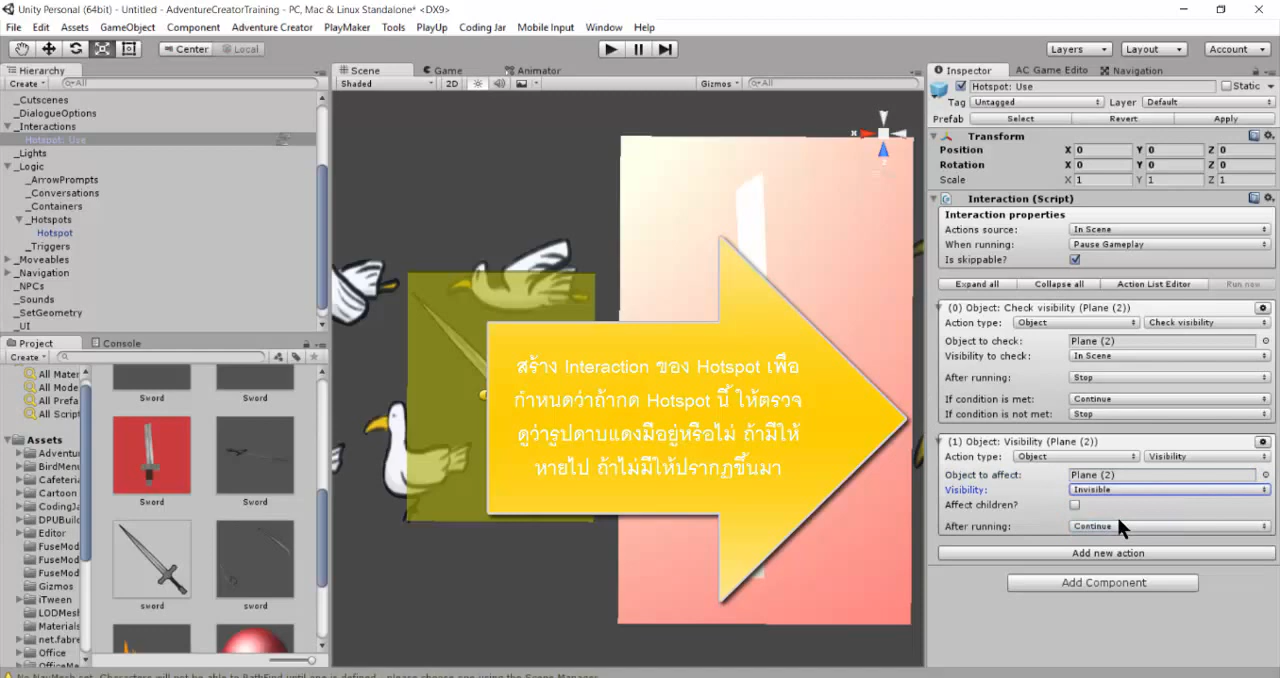 Unity Personal (64bit) - Untitled - AdventureCreatorTraining - PC, Mac & Linux Standalone* <DX9>
File Edit Assets GameObject Component Adventure Creator PlayMaker Tools PlayUp Coding Jar Mobile Input Window Help
Center Local Layers Layout Account
Hierarchy
Create All
_Cutscenes
_DialogueOptions
_Interactions
Hotspot: Use
_Lights
_Logic
_ArrowPrompts
_Conversations
_Containers
_Hotspots
Hotspot
_Triggers
_Moveables
_Navigation
_NPCs
_Sounds
_SetGeometry
_UI
Project Console
Create
All Mater
All Mode
All Prefa
All Script
Assets
Adventu
BirdMenu
Cafeteria
Cartoon
CodingJa
DPUBuild
Editor
FuseMod
FuseMod
FuseMod
Gizmos
iTween
LODMesh
Materials
net.fabre
Office
OfficeMa
Sword Sword
Sword Sword
sword sword
Scene Game Animator
Shaded 2D Gizmos All
สร้าง Interaction ของ Hotspot เพื่อ
กำหนดว่าถ้ากด Hotspot นี้ ให้ตรวจ
ดูว่ารูปดาบแดงมีอยู่หรือไม่ ถ้ามีให้
หายไป ถ้าไม่มีให้ปรากฏขึ้นมา
Inspector AC Game Edito Navigation
Hotspot: Use Static
Tag Untagged Layer Default
Prefab Select Revert Apply
Transform
Position X 0 Y 0 Z 0
Rotation X 0 Y 0 Z 0
Scale X 1 Y 1 Z 1
Interaction (Script)
Interaction properties
Actions source: In Scene
When running: Pause Gameplay
Is skippable?
Expand all Collapse all Action List Editor Run now
(0) Object: Check visibility (Plane (2))
Action type: Object Check visibility
Object to check: Plane (2)
Visibility to check: In Scene
After running: Stop
If condition is met: Continue
If condition is not met: Stop
(1) Object: Visibility (Plane (2))
Action type: Object Visibility
Object to affect: Plane (2)
Visibility: Invisible
Affect children?
After running: Continue
Add new action
Add Component